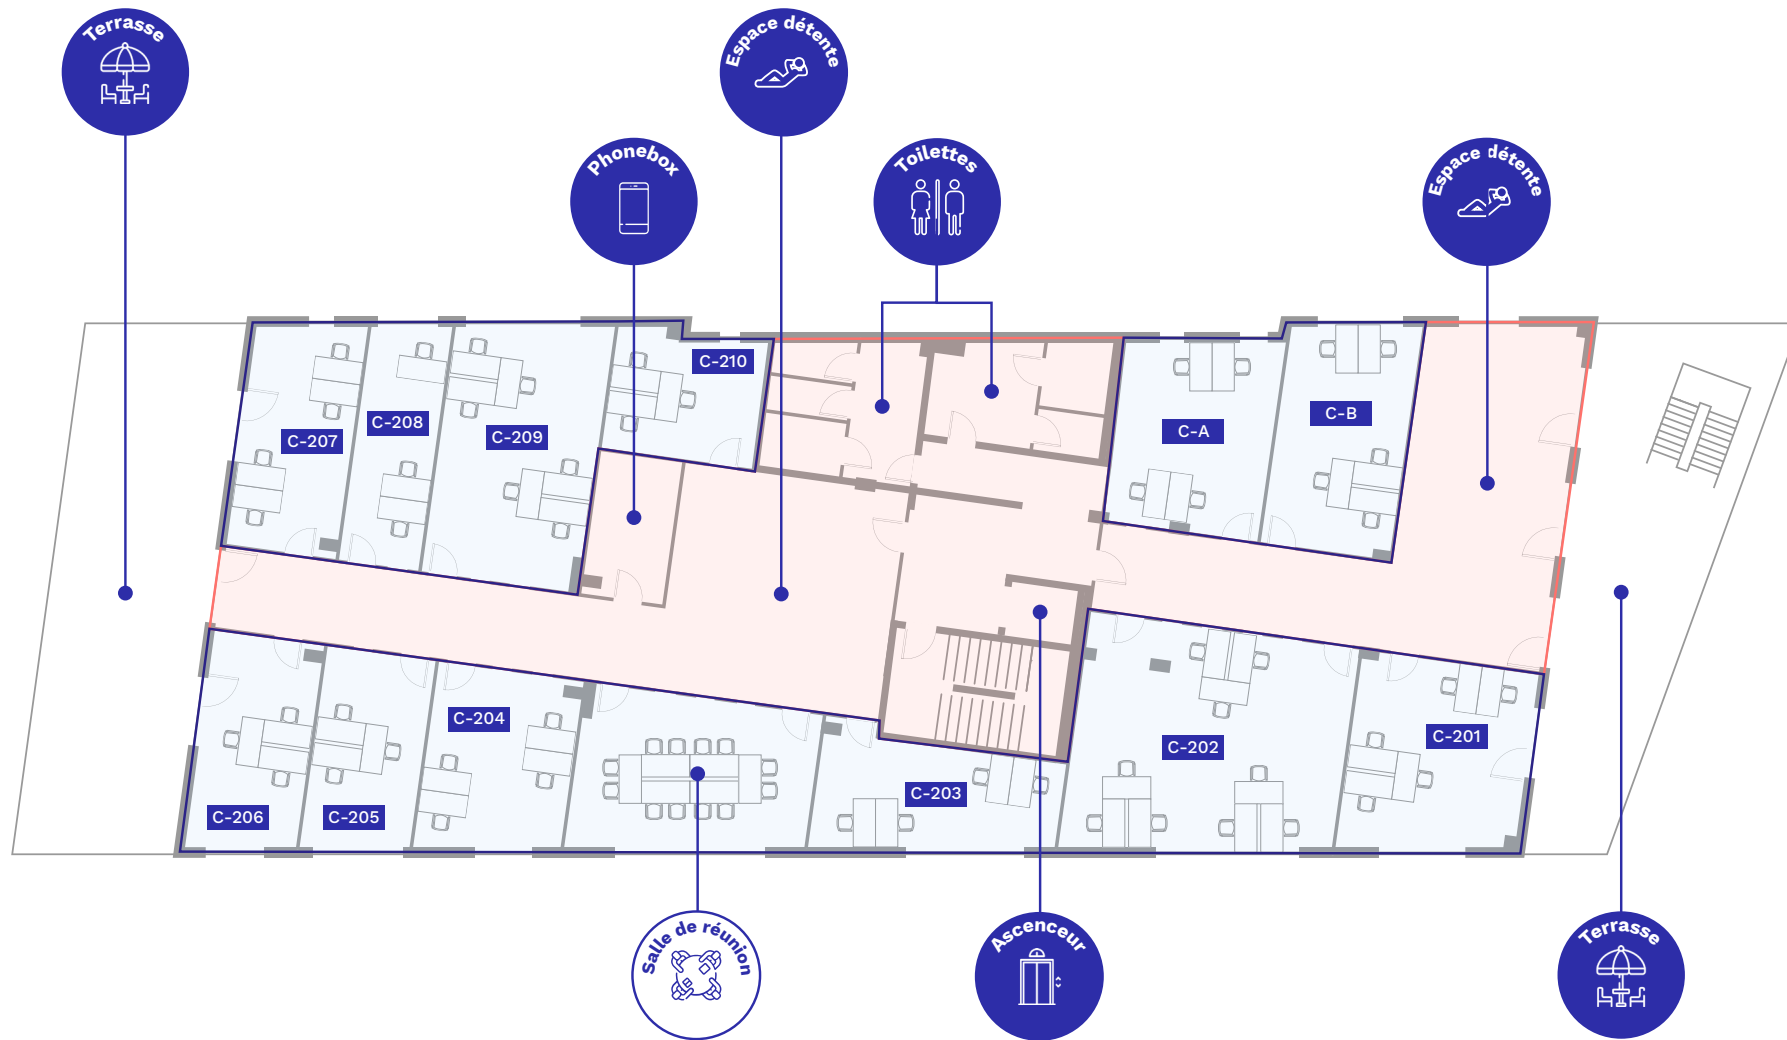 Terrasse
Espace détente
Phonebox
Toilettes
Espace détente
C-210
C-207
C-208
C-209
C-A
C-B
C-206
C-205
C-204
C-203
C-202
C-201
Salle de réunion
Ascenceur
Terrasse